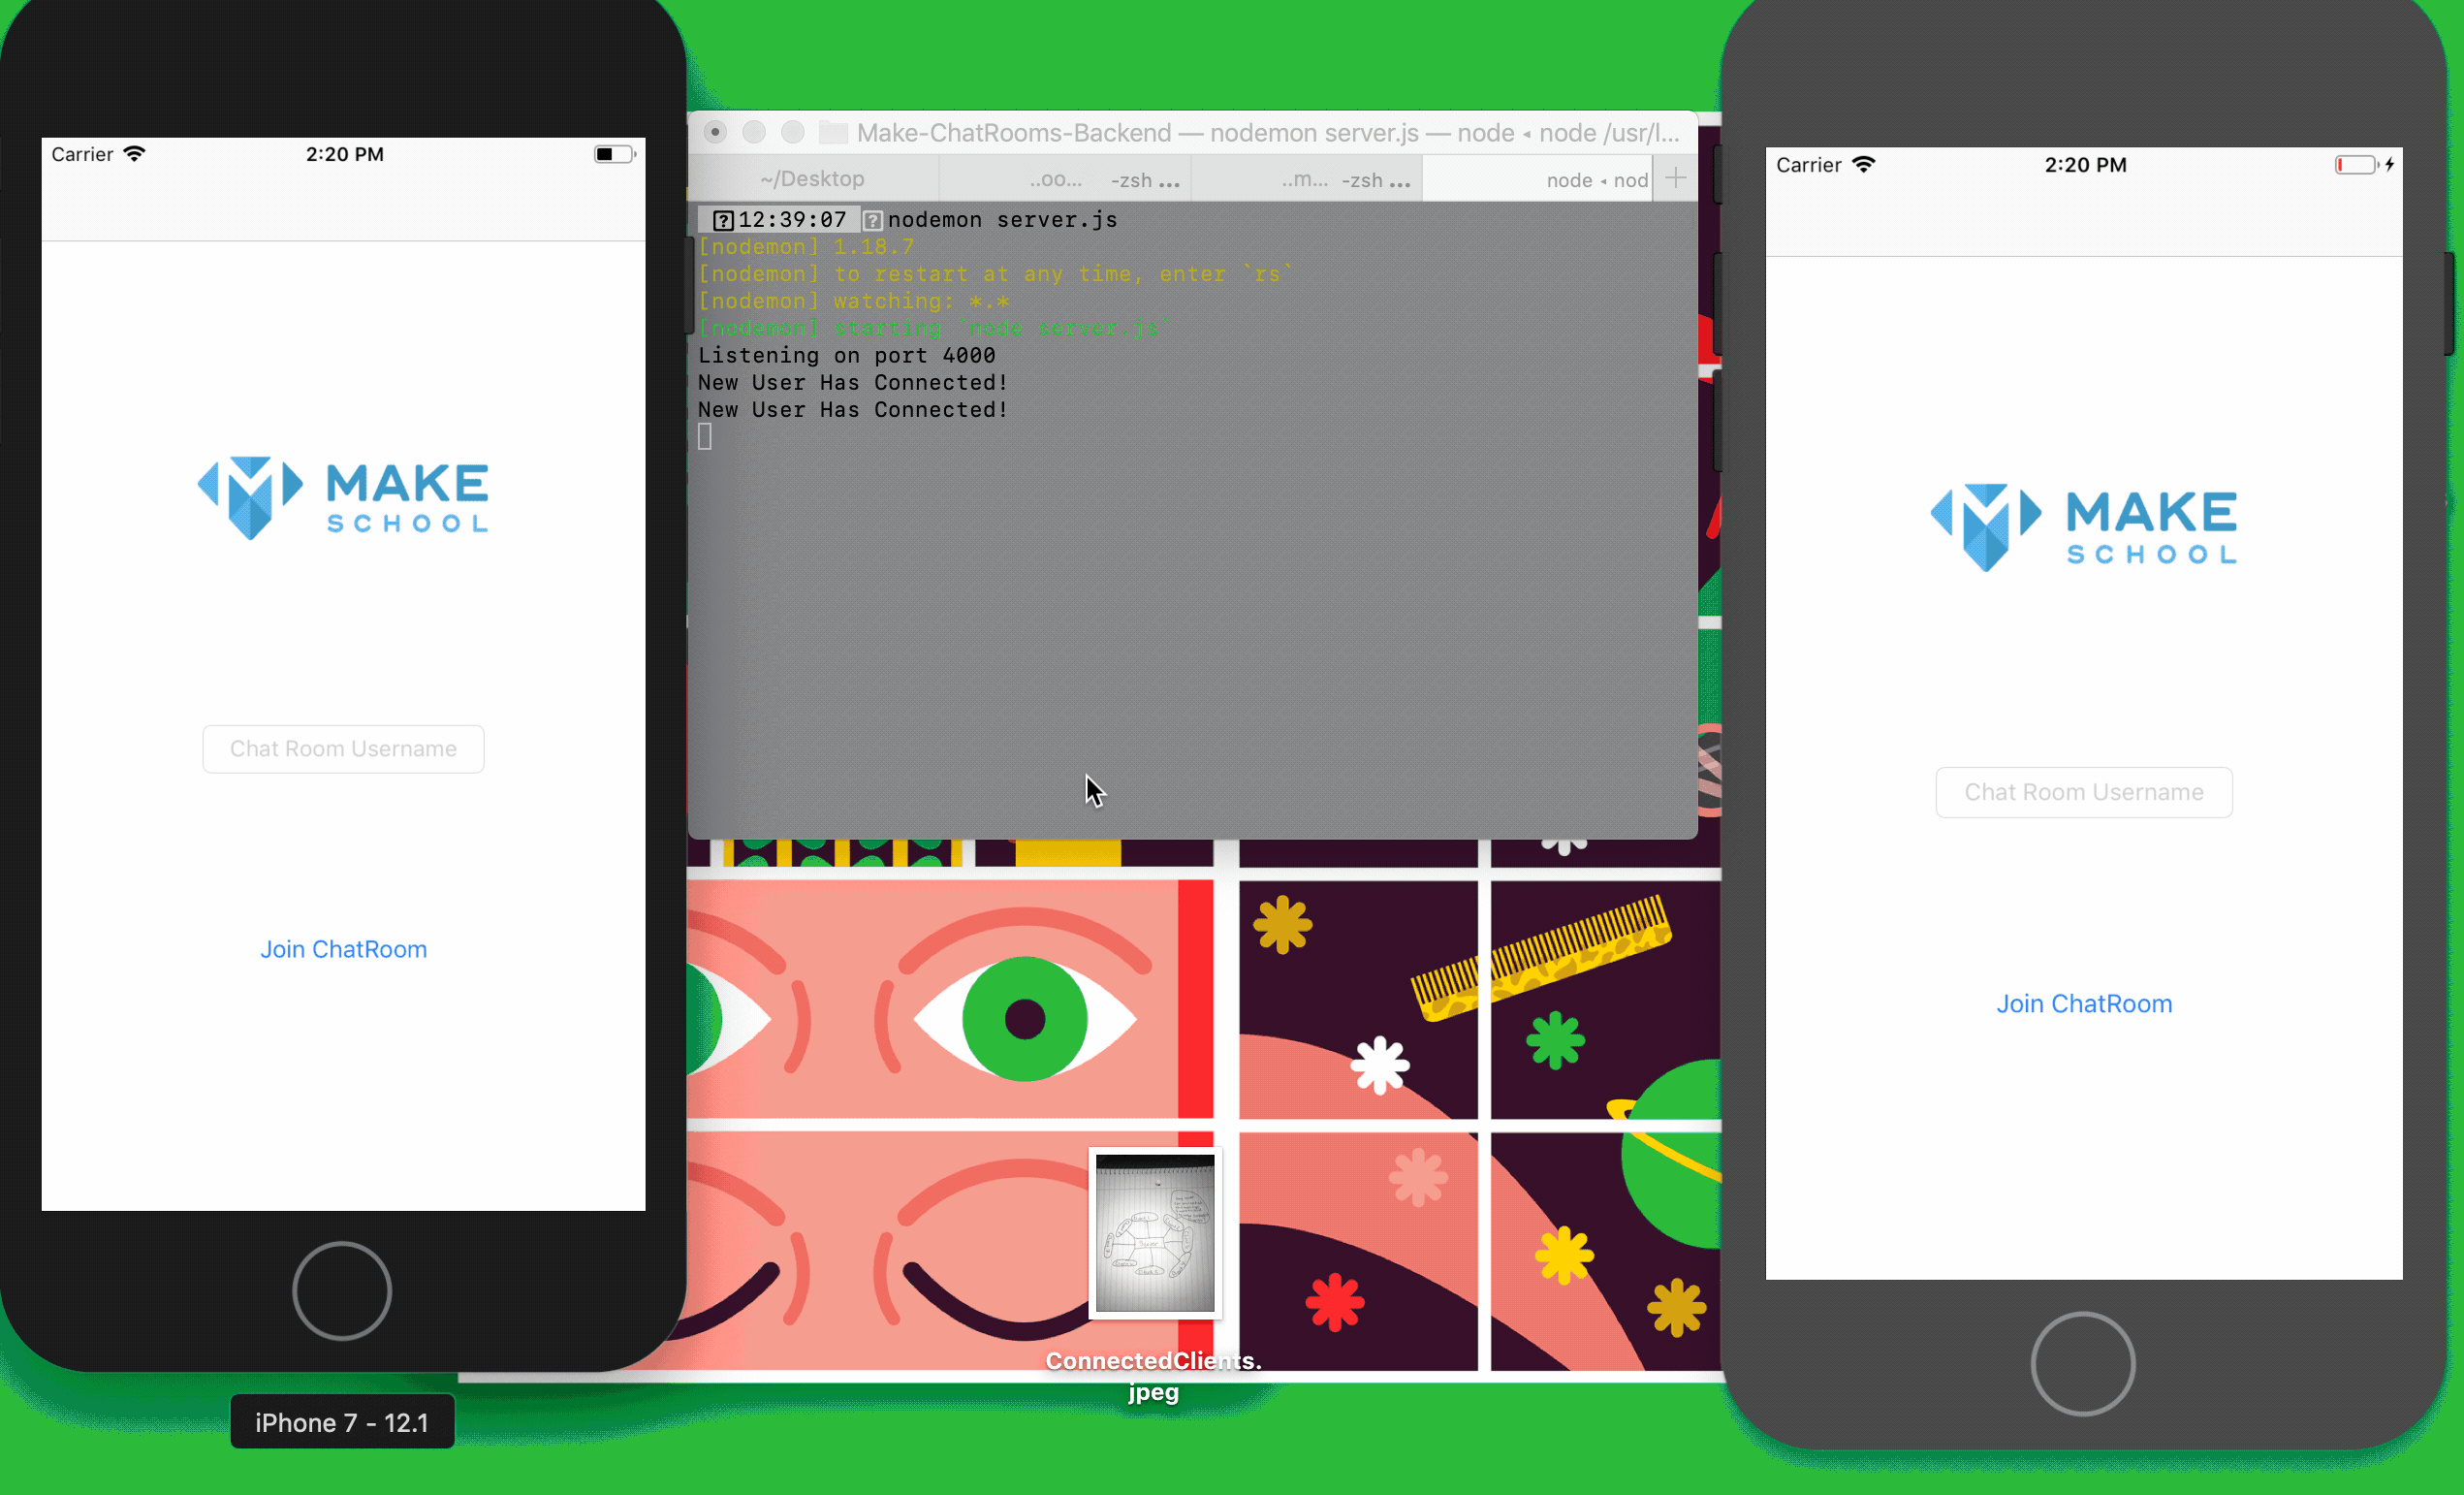 Carrier 2:20 PM
MAKE
SCHOOL
Chat Room Username
Join ChatRoom
iPhone 7 - 12.1
Make-ChatRooms-Backend — nodemon server.js — node ◂ node /usr/l...
~/Desktop ..oo... -zsh ... ..m... -zsh ... node ◂ nod +
12:39:07 nodemon server.js
[nodemon] 1.18.7
[nodemon] to restart at any time, enter `rs`
[nodemon] watching: *.*
[nodemon] starting `node server.js`
Listening on port 4000
New User Has Connected!
New User Has Connected!
ConnectedClients.
jpeg
Carrier 2:20 PM
MAKE
SCHOOL
Chat Room Username
Join ChatRoom